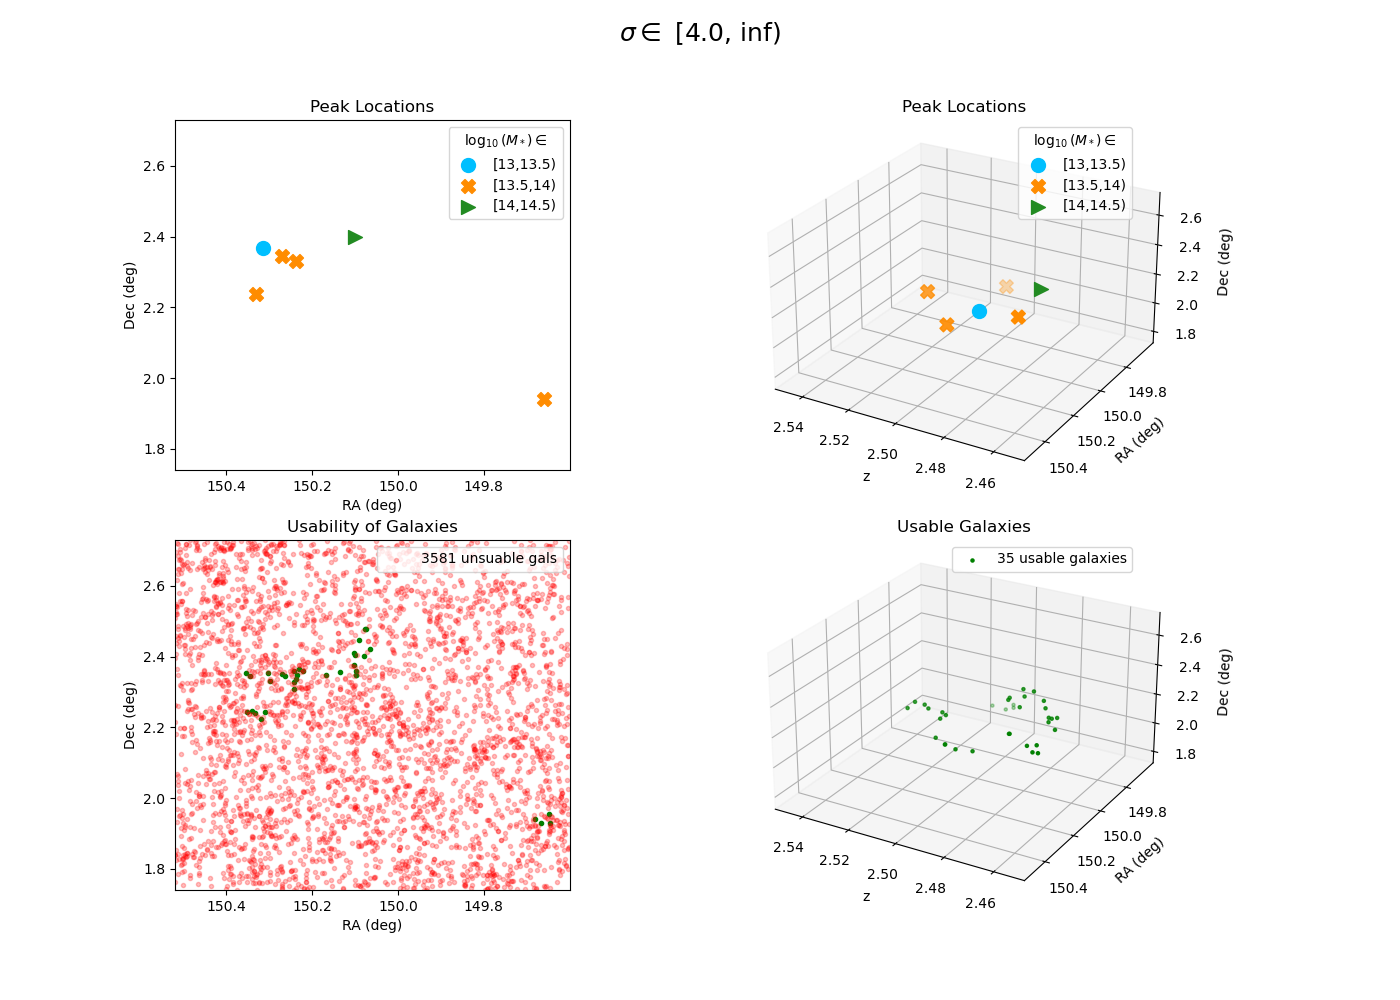 σ ∈ [4.0, inf)
Peak Locations
log₁₀(M*) ∈
[13,13.5)
[13.5,14)
[14,14.5)
2.6
2.4
2.2
2.0
1.8
Dec (deg)
150.4 150.2 150.0 149.8
RA (deg)
Peak Locations
log₁₀(M*) ∈
[13,13.5)
[13.5,14)
[14,14.5)
2.6
2.4
2.2
2.0
1.8
Dec (deg)
149.8
150.0
150.2
150.4
RA (deg)
2.54
2.52
2.50
2.48
2.46
z
Usability of Galaxies
3581 unsuable gals
2.6
2.4
2.2
2.0
1.8
Dec (deg)
150.4 150.2 150.0 149.8
RA (deg)
Usable Galaxies
35 usable galaxies
2.6
2.4
2.2
2.0
1.8
Dec (deg)
149.8
150.0
150.2
150.4
RA (deg)
2.54
2.52
2.50
2.48
2.46
z